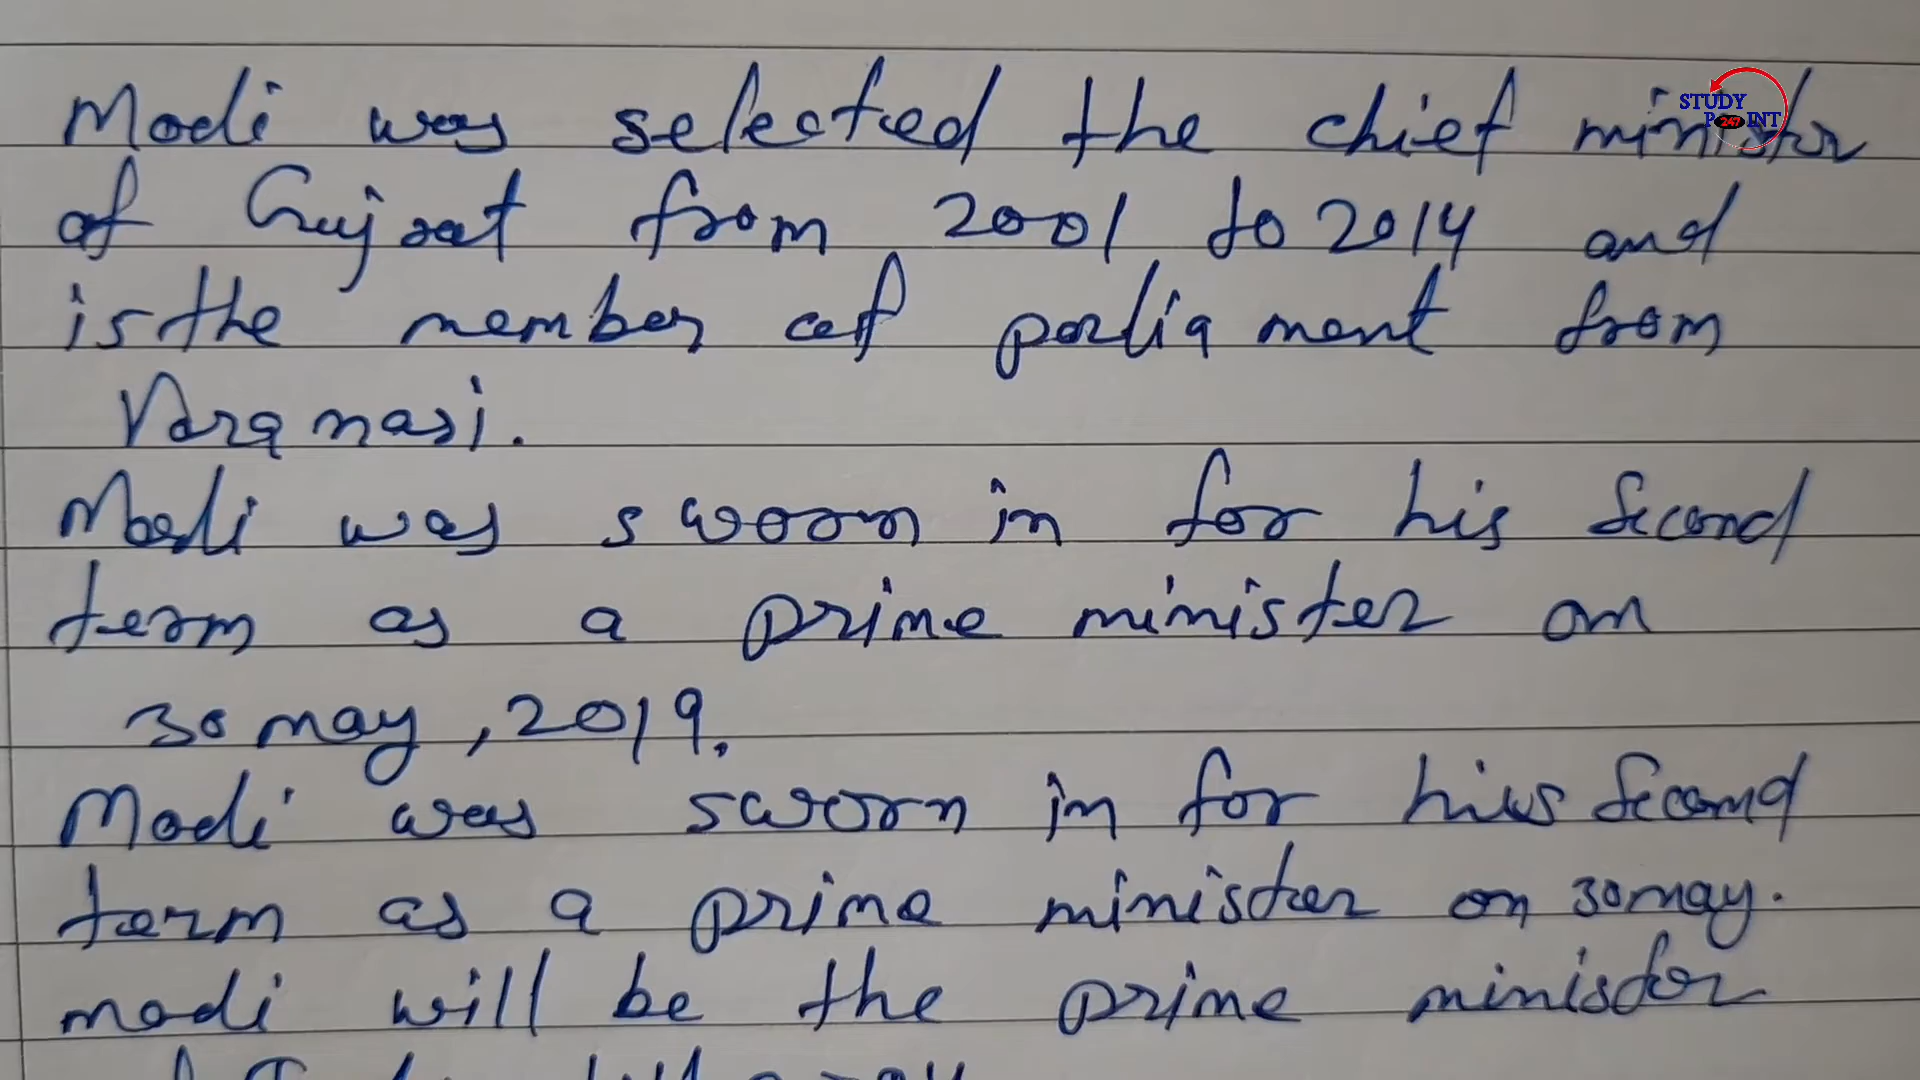 Modi was selected the chief minister
STUDY
P 247 INT
of Gujrat from 2001 to 2014 and
is the member of parliament from
Varanasi.
Modi was sworn in for his Second
term as a prime minister on
30 may, 2019.
Modi was sworn in for his Second
term as a prime minister on 30 may.
modi will be the prime minister